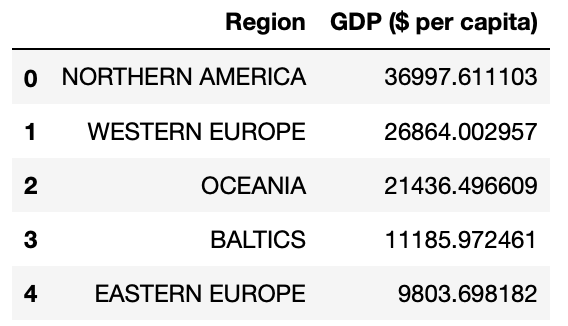 Region GDP ($ per capita)
0 NORTHERN AMERICA 36997.611103
1 WESTERN EUROPE 26864.002957
2 OCEANIA 21436.496609
3 BALTICS 11185.972461
4 EASTERN EUROPE 9803.698182